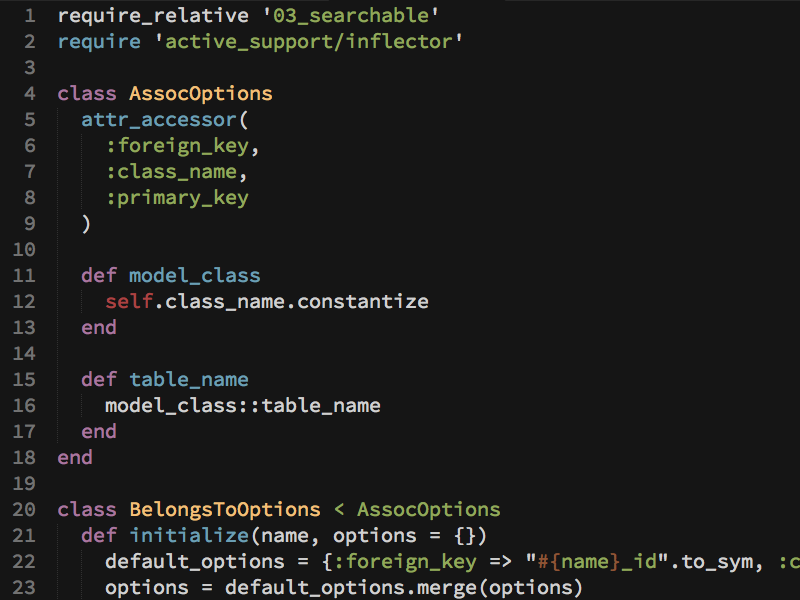 1 require_relative '03_searchable'
2 require 'active_support/inflector'
3
4 class AssocOptions
5   attr_accessor(
6     :foreign_key,
7     :class_name,
8     :primary_key
9   )
10
11   def model_class
12     self.class_name.constantize
13   end
14
15   def table_name
16     model_class::table_name
17   end
18 end
19
20 class BelongsToOptions < AssocOptions
21   def initialize(name, options = {})
22     default_options = {:foreign_key => "#{name}_id".to_sym, :c
23     options = default_options.merge(options)